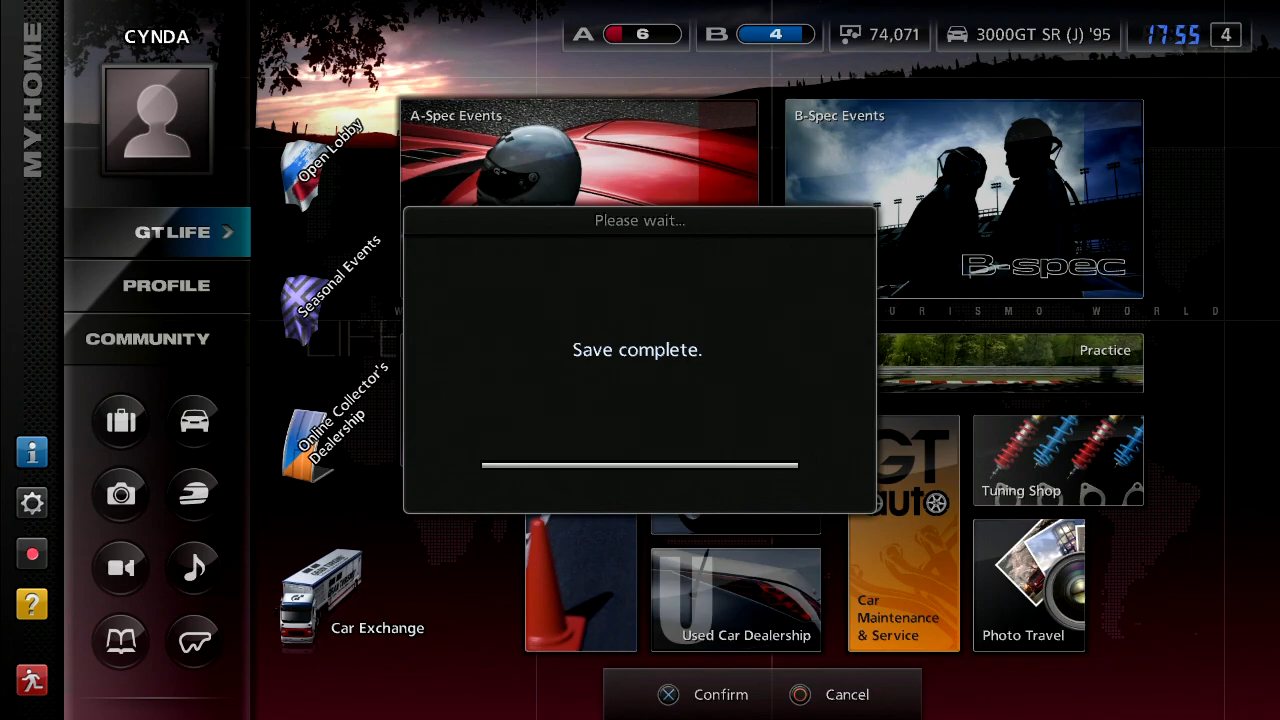 MY HOME
CYNDA
A 6
B 4
74,071
3000GT SR (J) '95
17:55
4
GT LIFE
PROFILE
COMMUNITY
Open Lobby
Seasonal Events
Online Collector's
Dealership
Car Exchange
A-Spec Events
B-Spec Events
B-spec
Please wait...
Save complete.
U R I S M O W O R L D
Practice
GT
auto
Car
Maintenance
& Service
Tuning Shop
U
Used Car Dealership
Photo Travel
Confirm
Cancel